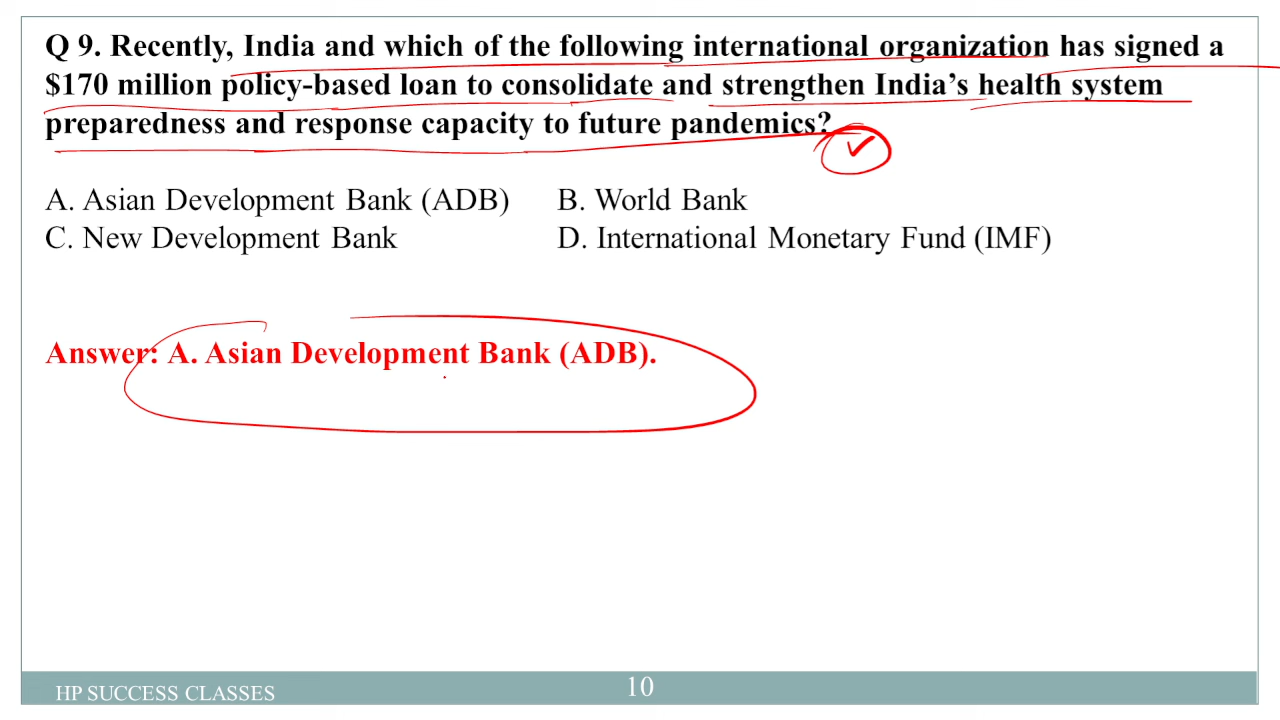 Q 9. Recently, India and which of the following international organization has signed a
$170 million policy-based loan to consolidate and strengthen India’s health system
preparedness and response capacity to future pandemics?
A. Asian Development Bank (ADB) B. World Bank
C. New Development Bank D. International Monetary Fund (IMF)
Answer: A. Asian Development Bank (ADB).
HP SUCCESS CLASSES 10